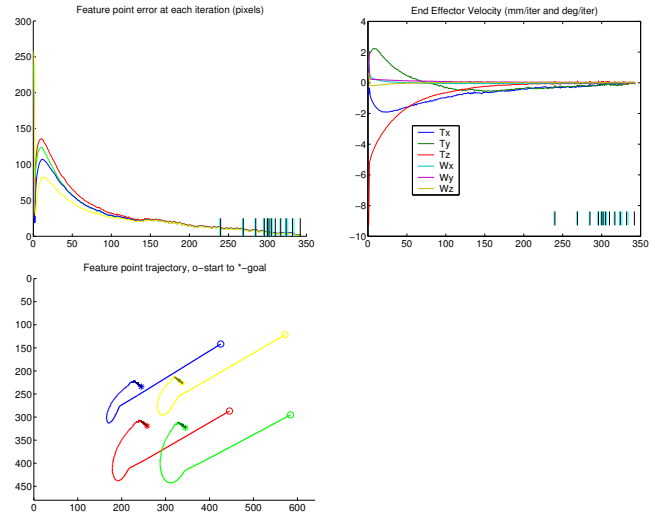 Feature point error at each iteration (pixels)
300
250
200
150
100
50
0
0 50 100 150 200 250 300 350
End Effector Velocity (mm/iter and deg/iter)
4
2
0
−2
−4
−6
−8
−10
0 50 100 150 200 250 300 350
Tx
Ty
Tz
Wx
Wy
Wz
Feature point trajectory, o−start to *−goal
0
50
100
150
200
250
300
350
400
450
0 100 200 300 400 500 600